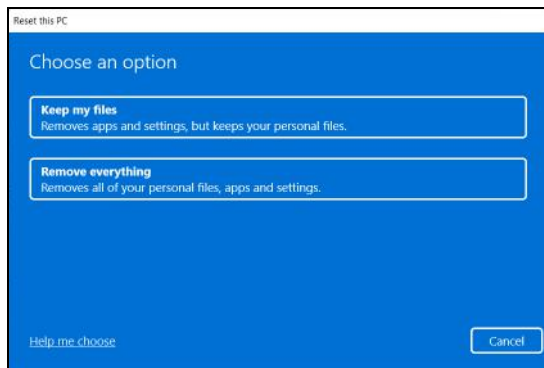 Reset this PC
Choose an option
Keep my files
Removes apps and settings, but keeps your personal files.
Remove everything
Removes all of your personal files, apps and settings.
Help me choose
Cancel